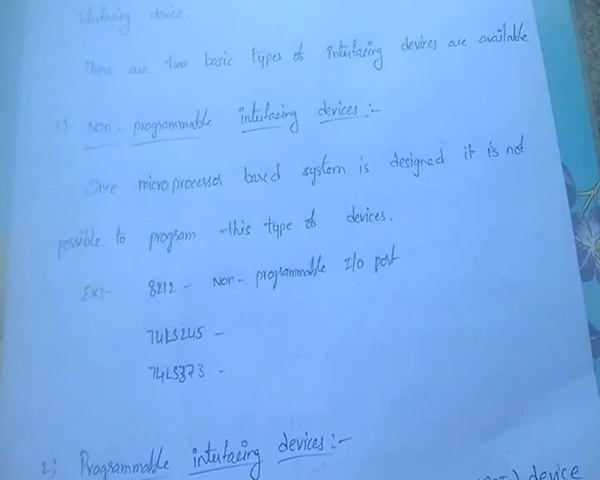 interfacing device.
There are two basic types of interfacing devices are available
1) Non-programmable interfacing devices:-
Once microprocessor based system is designed it is not
possible to program this type of devices.
Ex:- 8212 - Non-programmable I/O port
74LS245 -
74LS373 -
2) Programmable interfacing devices:-
device